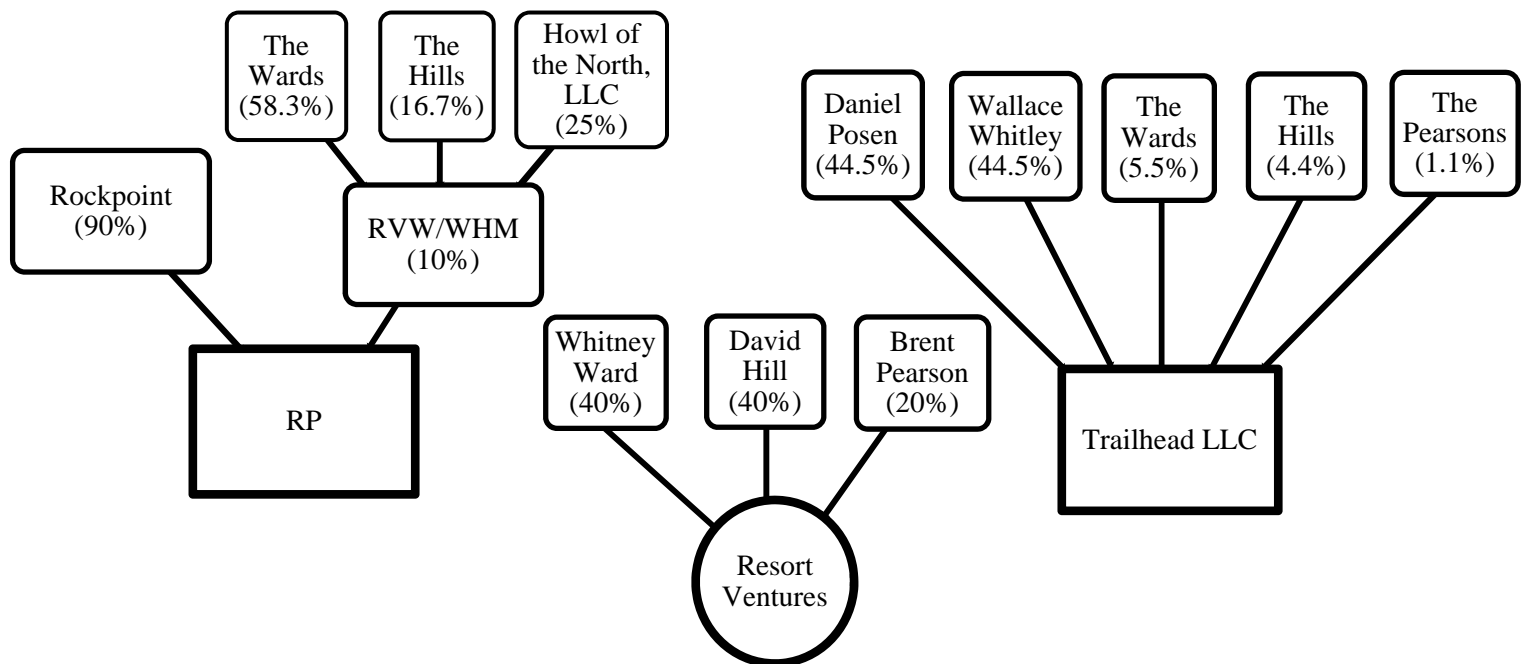 The
Wards
(58.3%)
The
Hills
(16.7%)
Howl of
the North,
LLC
(25%)
Rockpoint
(90%)
RVW/WHM
(10%)
RP
Whitney
Ward
(40%)
David
Hill
(40%)
Brent
Pearson
(20%)
Resort
Ventures
Daniel
Posen
(44.5%)
Wallace
Whitley
(44.5%)
The
Wards
(5.5%)
The
Hills
(4.4%)
The
Pearsons
(1.1%)
Trailhead LLC